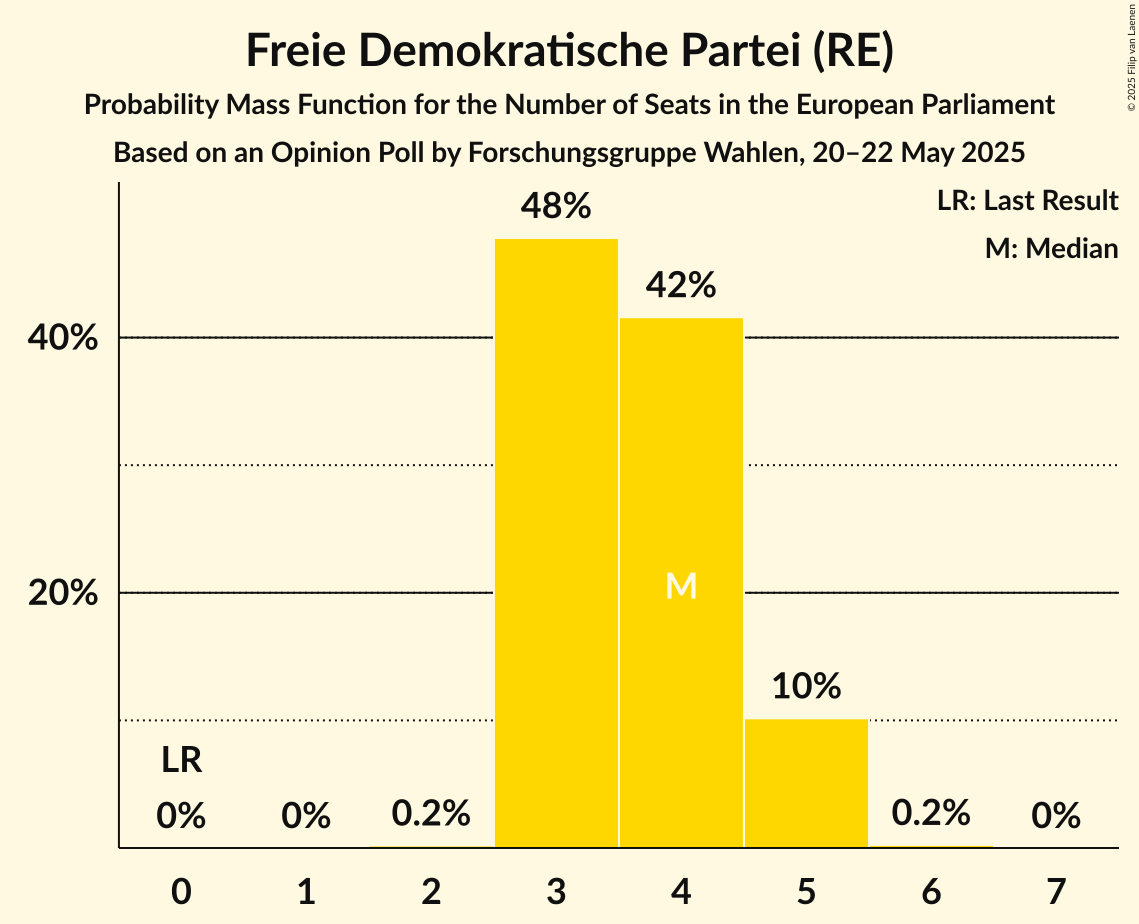 Freie Demokratische Partei (RE)
Probability Mass Function for the Number of Seats in the European Parliament
Based on an Opinion Poll by Forschungsgruppe Wahlen, 20–22 May 2025
© 2025 Filip van Laenen
LR: Last Result
M: Median
48%
42%
40%
20%
M
10%
LR
0%
0%
0.2%
0.2%
0%
0
1
2
3
4
5
6
7